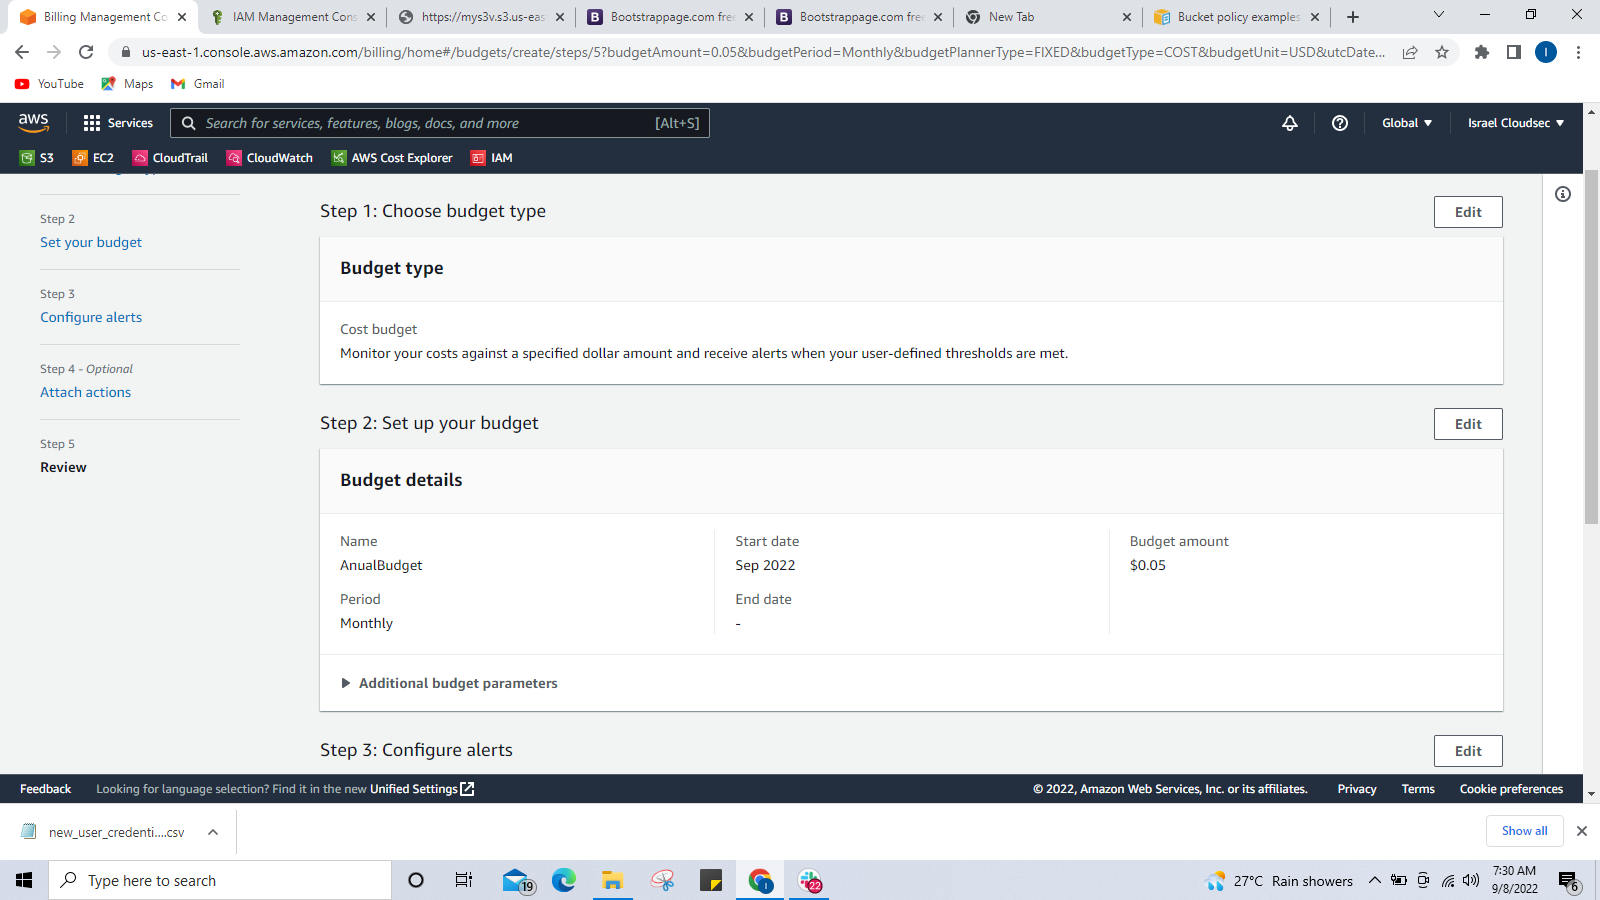 Billing Management Co
IAM Management Cons
https://mys3v.s3.us-eas
Bootstrappage.com free
Bootstrappage.com free
New Tab
Bucket policy examples
us-east-1.console.aws.amazon.com/billing/home#/budgets/create/steps/5?budgetAmount=0.05&budgetPeriod=Monthly&budgetPlannerType=FIXED&budgetType=COST&budgetUnit=USD&utcDate...
I
YouTube
Maps
Gmail
aws
Services
Search for services, features, blogs, docs, and more
[Alt+S]
Global
Israel Cloudsec
S3
EC2
CloudTrail
CloudWatch
AWS Cost Explorer
IAM
Step 2
Set your budget
Step 3
Configure alerts
Step 4 - Optional
Attach actions
Step 5
Review
Step 1: Choose budget type
Edit
Budget type
Cost budget
Monitor your costs against a specified dollar amount and receive alerts when your user-defined thresholds are met.
Step 2: Set up your budget
Edit
Budget details
Name
AnualBudget
Period
Monthly
Start date
Sep 2022
End date
-
Budget amount
$0.05
Additional budget parameters
Step 3: Configure alerts
Edit
Feedback
Looking for language selection? Find it in the new Unified Settings
© 2022, Amazon Web Services, Inc. or its affiliates.
Privacy
Terms
Cookie preferences
new_user_credenti....csv
Show all
Type here to search
19
22
27°C Rain showers
7:30 AM
9/8/2022
6